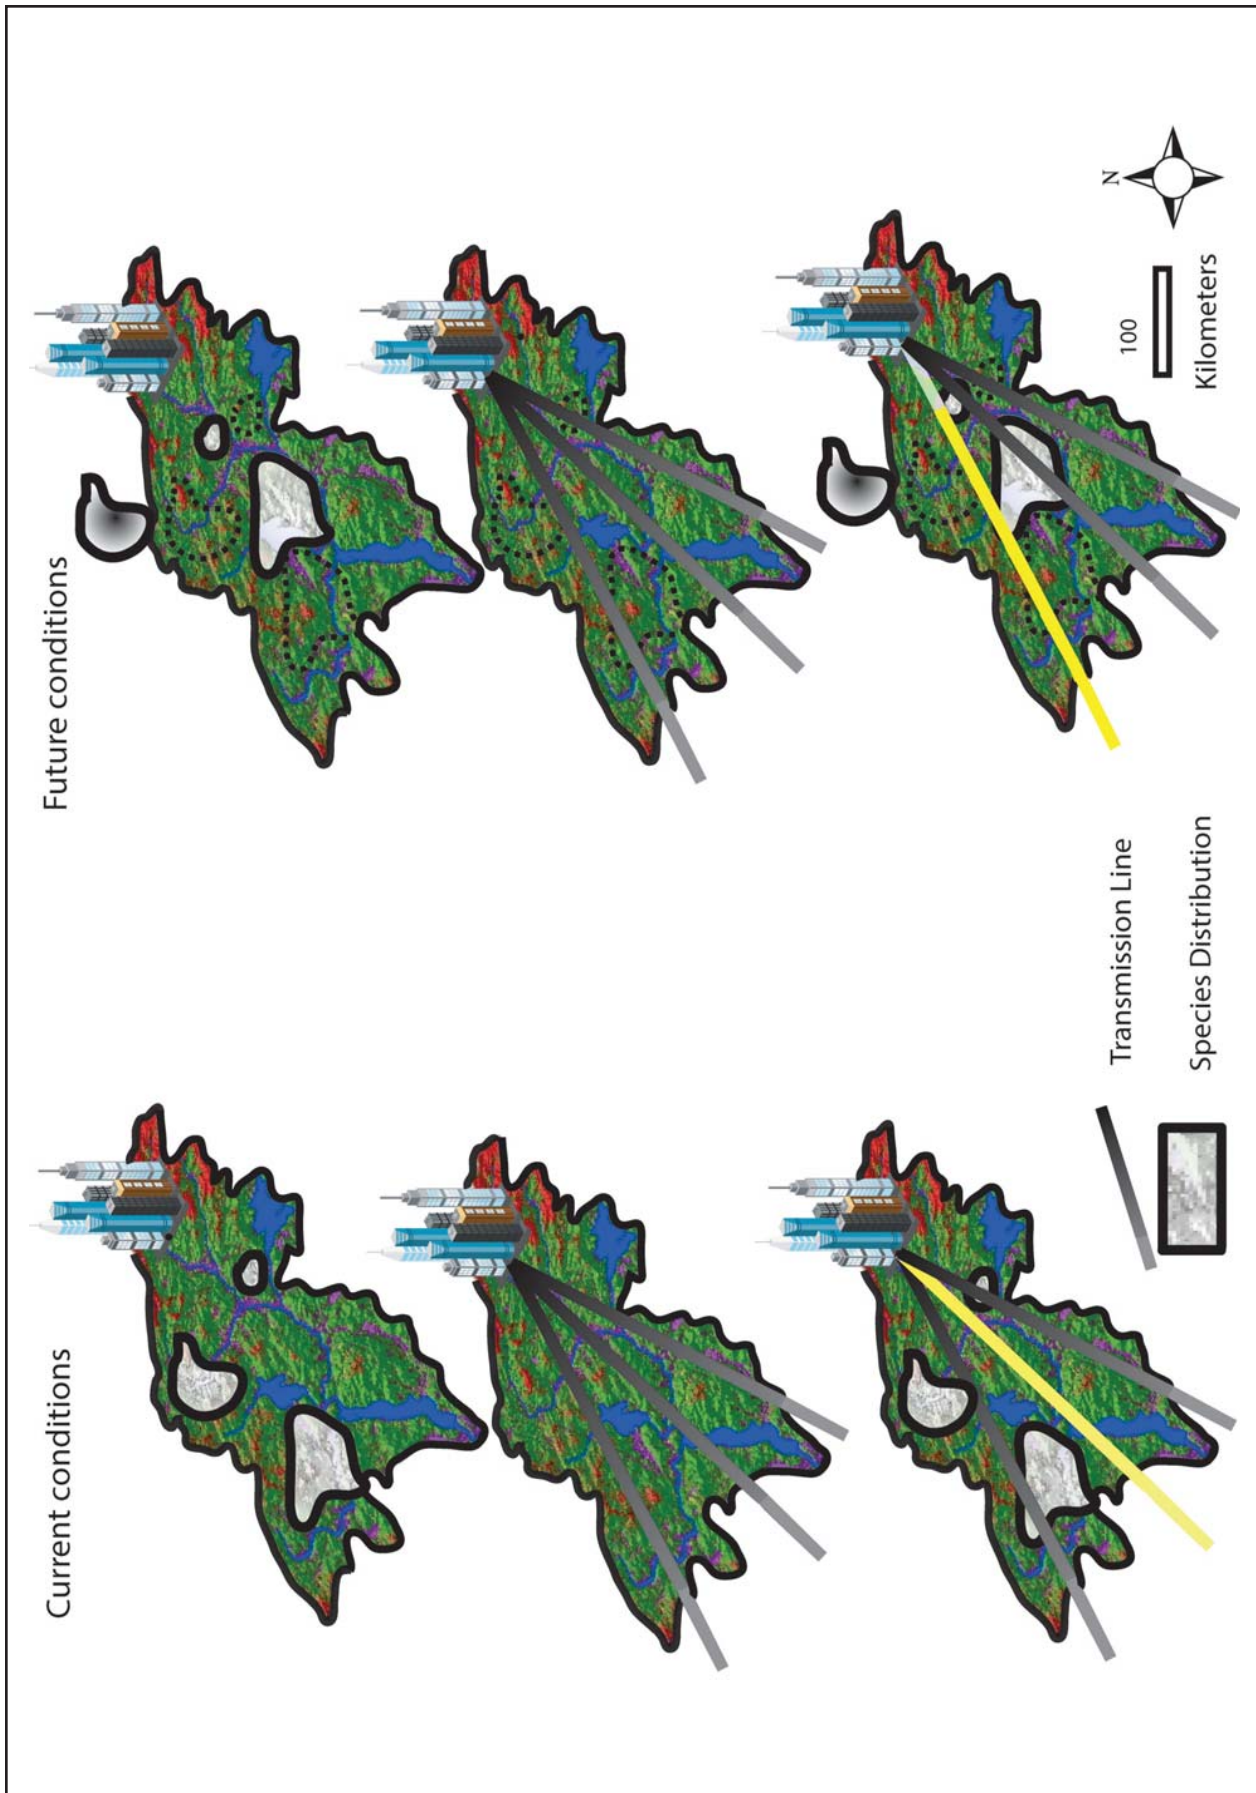 Current conditions
Future conditions
Transmission Line
Species Distribution
N
100
Kilometers